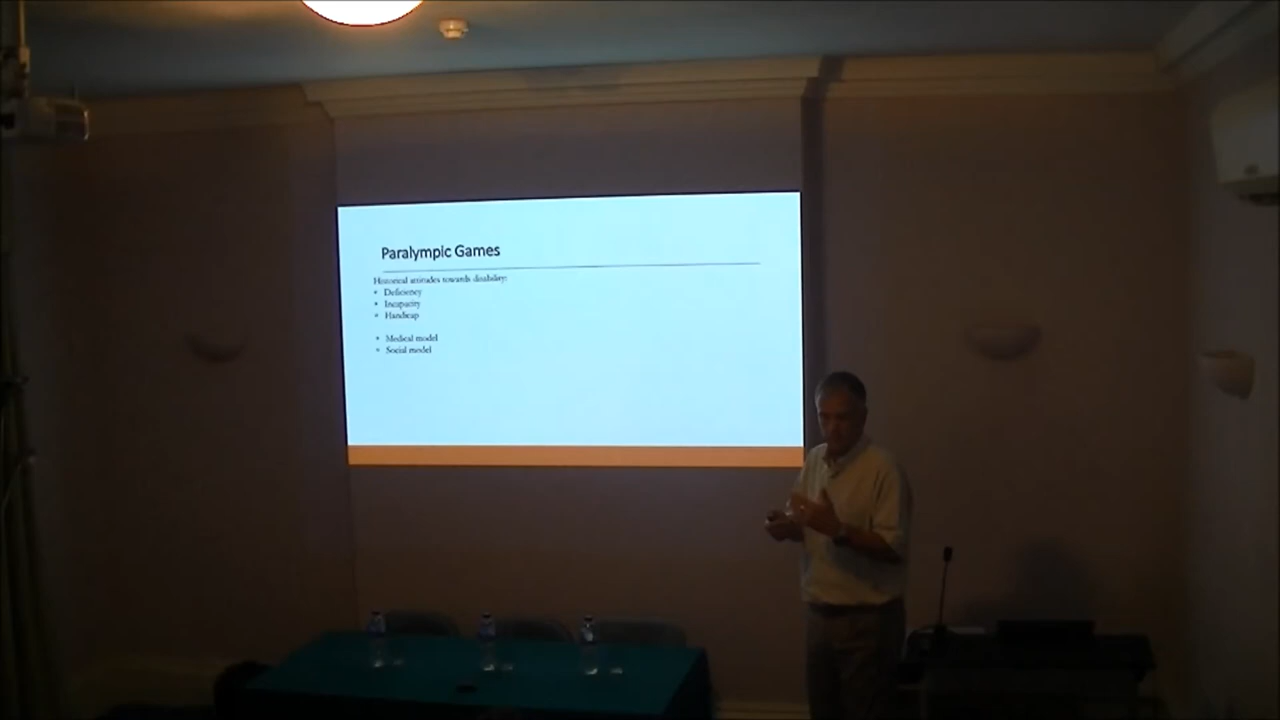 Paralympic Games
Historical attitudes towards disability:
• Deficiency
• Incapacity
• Handicap
• Medical model
• Social model